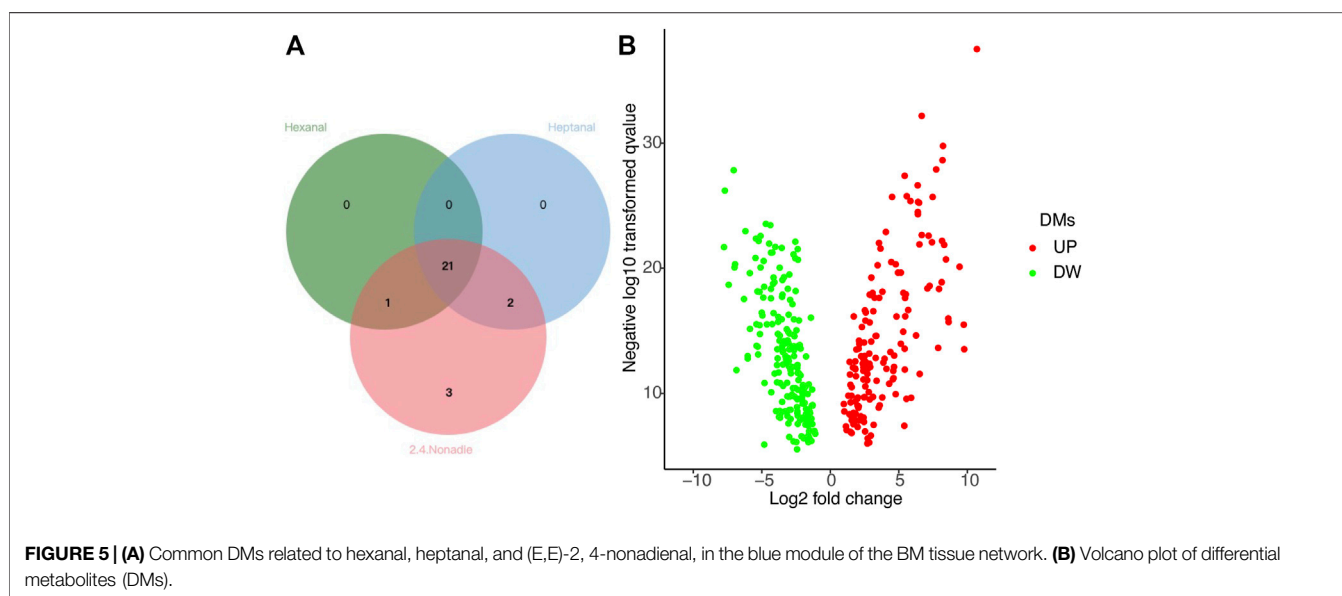 A
B
Hexanal
Heptanal
0
0
0
21
1
2
3
2.4.Nonadie
Negative log10 transformed qvalue
30
20
10
−10
−5
0
5
10
Log2 fold change
DMs
UP
DW
FIGURE 5 | (A) Common DMs related to hexanal, heptanal, and (E,E)-2, 4-nonadienal, in the blue module of the BM tissue network. (B) Volcano plot of differential
metabolites (DMs).